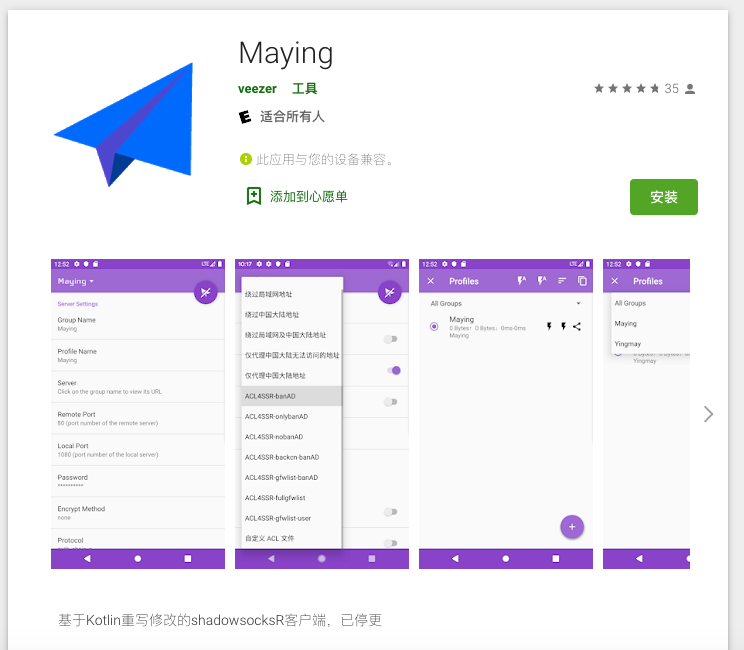 Maying
veezer 工具
35
适合所有人
此应用与您的设备兼容。
添加到心愿单
安装
12:52
Maying
Server Settings
Group Name
Maying
Profile Name
Maying
Server
Click on the group name to view its URL
Remote Port
80 (port number of the remote server)
Local Port
1080 (port number of the local server)
Password
**********
Encrypt Method
none
Protocol
10:17
绕过局域网地址
绕过中国大陆地址
绕过局域网及中国大陆地址
仅代理中国大陆无法访问的地址
仅代理中国大陆地址
ACL4SSR-banAD
ACL4SSR-onlybanAD
ACL4SSR-nobanAD
ACL4SSR-backcn-banAD
ACL4SSR-gfwlist-banAD
ACL4SSR-fullgfwlist
ACL4SSR-gfwlist-user
自定义 ACL 文件
12:52
Profiles
All Groups
Maying
0 Bytes↑ 0 Bytes↓ 0ms-0ms
Maying
12:52
Profiles
All Groups
Maying
Yingmay
Yingmay
基于Kotlin重写修改的shadowsocksR客户端，已停更